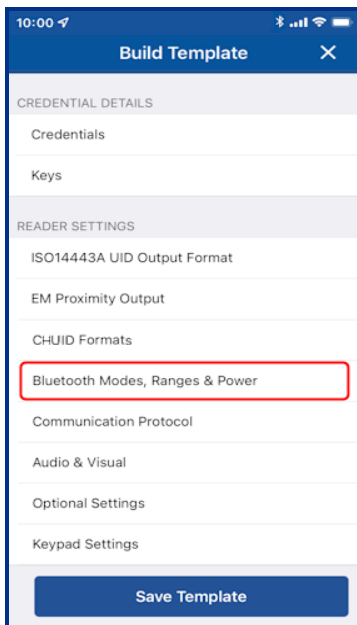 10:00
Build Template
CREDENTIAL DETAILS
Credentials
Keys
READER SETTINGS
ISO14443A UID Output Format
EM Proximity Output
CHUID Formats
Bluetooth Modes, Ranges & Power
Communication Protocol
Audio & Visual
Optional Settings
Keypad Settings
Save Template